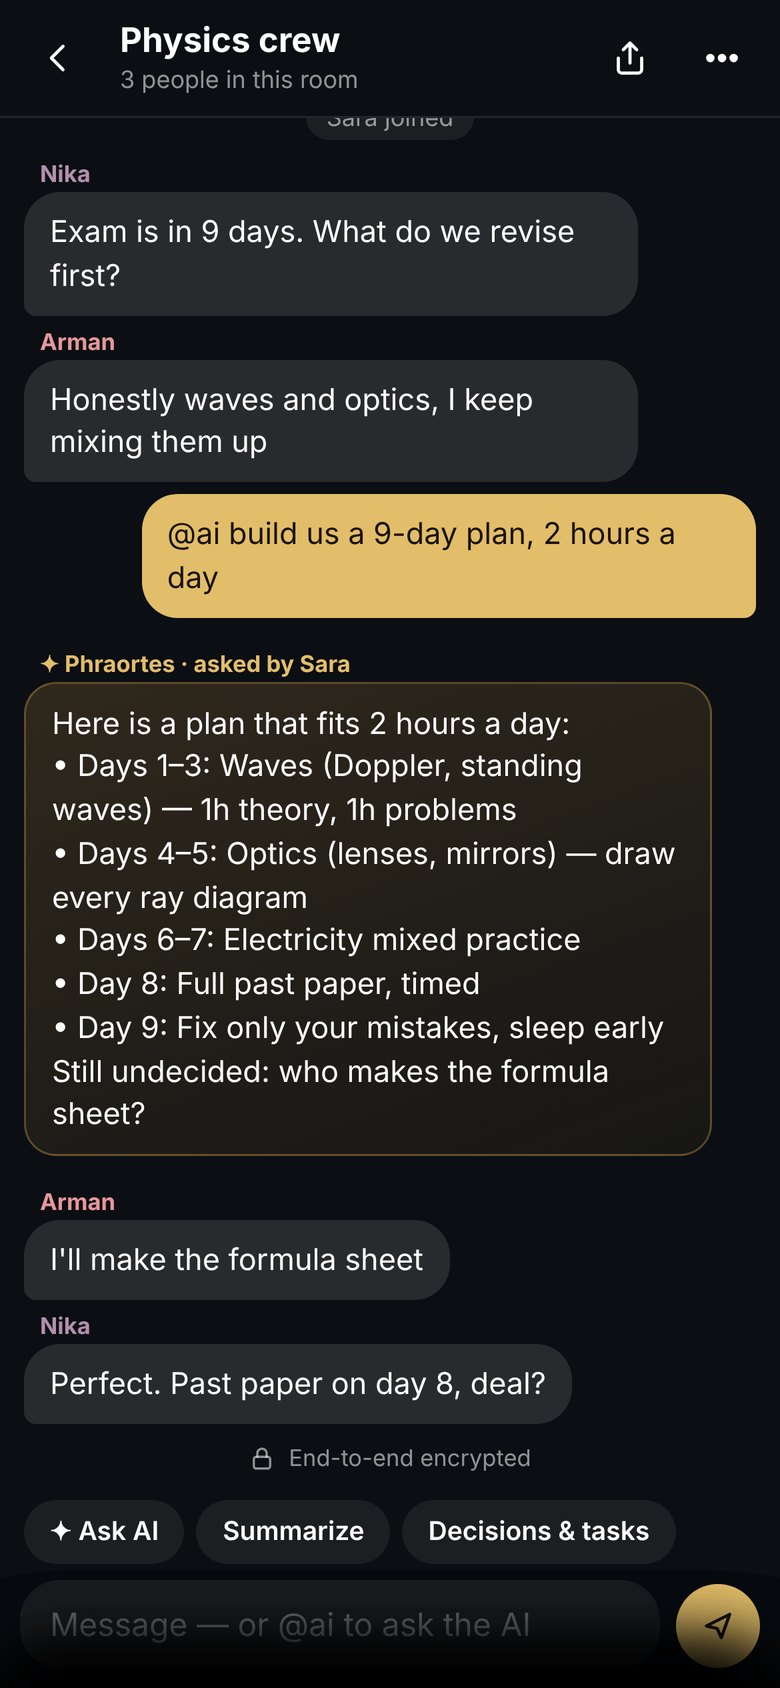 Physics crew
3 people in this room
Sara joined
Nika
Exam is in 9 days. What do we revise
first?
Arman
Honestly waves and optics, I keep
mixing them up
@ai build us a 9-day plan, 2 hours a
day
✦ Phraortes · asked by Sara
Here is a plan that fits 2 hours a day:
• Days 1–3: Waves (Doppler, standing
waves) — 1h theory, 1h problems
• Days 4–5: Optics (lenses, mirrors) — draw
every ray diagram
• Days 6–7: Electricity mixed practice
• Day 8: Full past paper, timed
• Day 9: Fix only your mistakes, sleep early
Still undecided: who makes the formula
sheet?
Arman
I'll make the formula sheet
Nika
Perfect. Past paper on day 8, deal?
End-to-end encrypted
✦ Ask AI
Summarize
Decisions & tasks
Message — or @ai to ask the AI